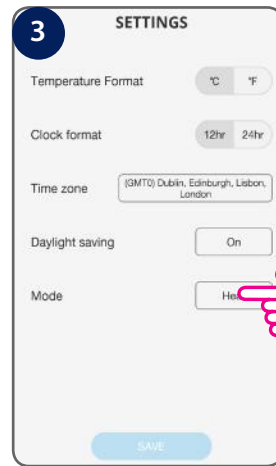 3
SETTINGS
Temperature Format
°C °F
Clock format
12hr 24hr
Time zone
(GMT0) Dublin, Edinburgh, Lisbon,
London
Daylight saving
On
Mode
SAVE